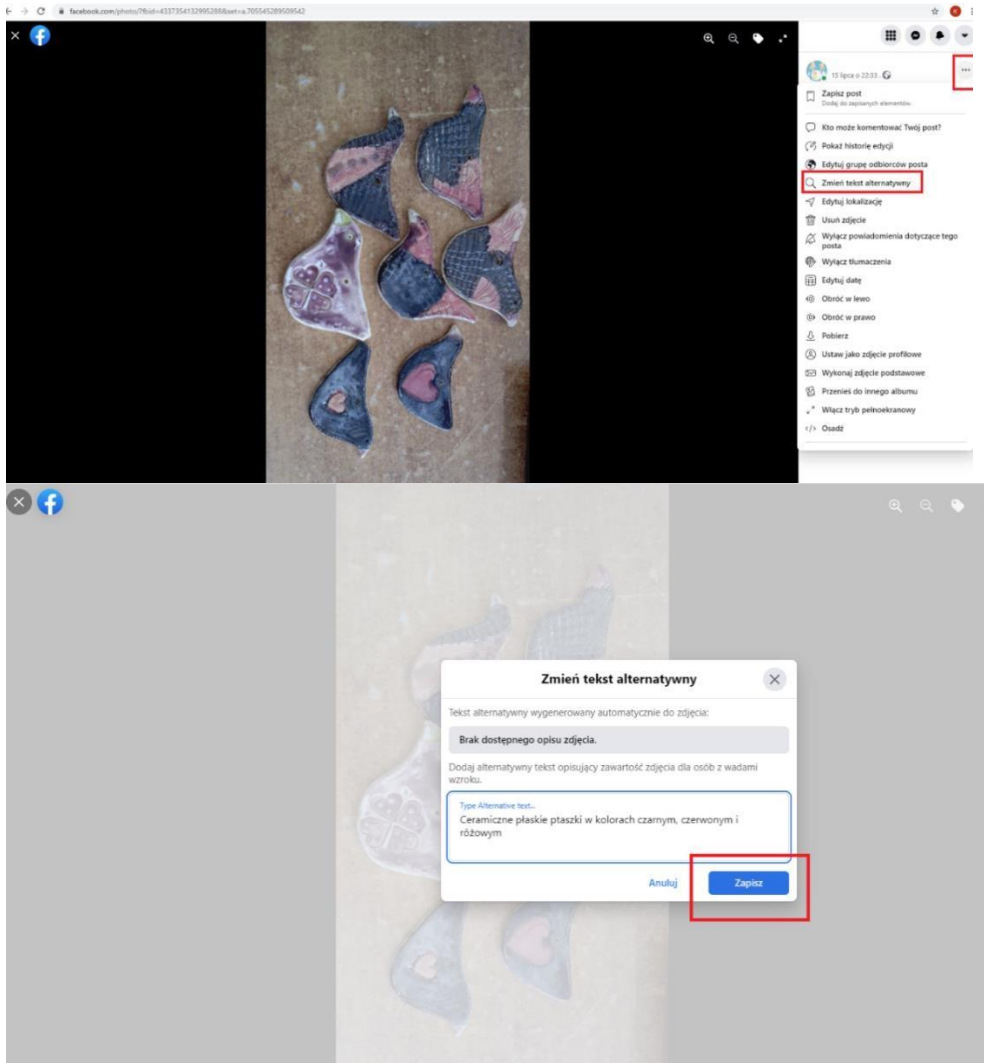 facebook.com/photo/?fbid=4337354132995288&set=a.705545289509542
15 lipca o 22:33
Zapisz post
Dodaj do zapisanych elementów.
Kto może komentować Twój post?
Pokaż historię edycji
Edytuj grupę odbiorców posta
Zmień tekst alternatywny
Edytuj lokalizację
Usuń zdjęcie
Wyłącz powiadomienia dotyczące tego
posta
Wyłącz tłumaczenia
Edytuj datę
Obróć w lewo
Obróć w prawo
Pobierz
Ustaw jako zdjęcie profilowe
Wykonaj zdjęcie podstawowe
Przenieś do innego albumu
Włącz tryb pełnoekranowy
Osadź
Zmień tekst alternatywny
Tekst alternatywny wygenerowany automatycznie do zdjęcia:
Brak dostępnego opisu zdjęcia.
Dodaj alternatywny tekst opisujący zawartość zdjęcia dla osób z wadami
wzroku.
Type Alternative text...
Ceramiczne płaskie ptaszki w kolorach czarnym, czerwonym i
różowym
Anuluj
Zapisz